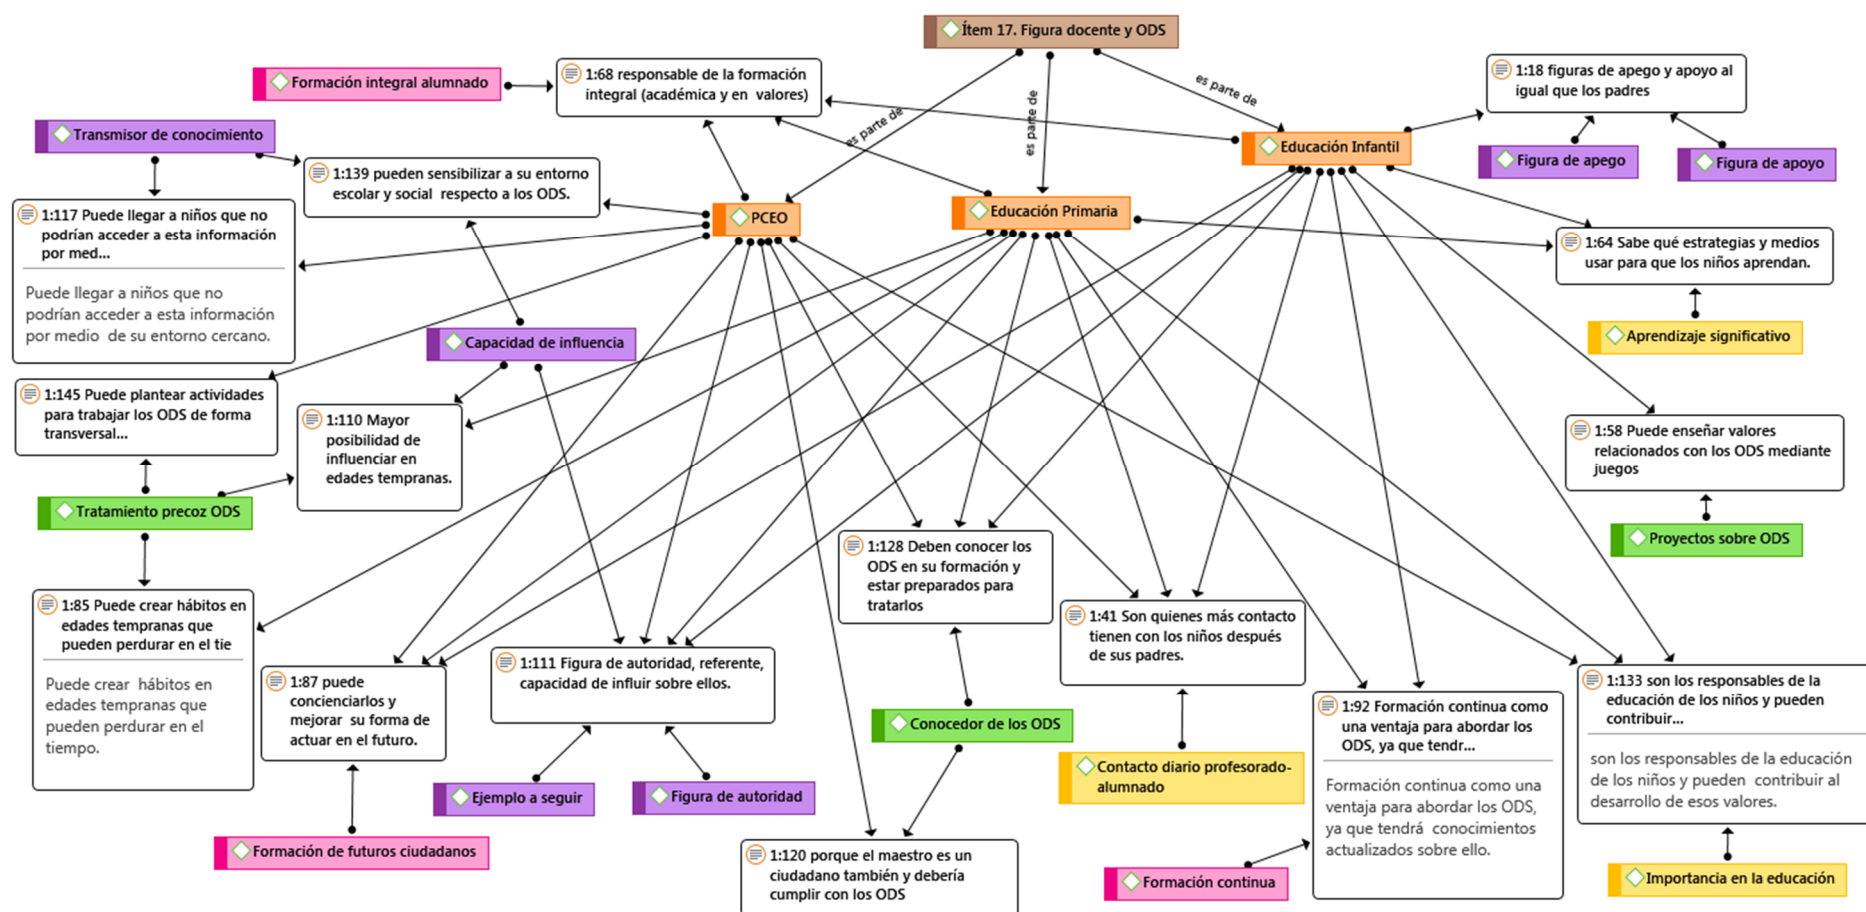 Ítem 17. Figura docente y ODS
Formación integral alumnado
1:68 responsable de la formación
integral (académica y en valores)
es parte de
es parte de
es parte de
1:18 figuras de apego y apoyo al
igual que los padres
Transmisor de conocimiento
Educación Infantil
Figura de apego
Figura de apoyo
1:139 pueden sensibilizar a su entorno
escolar y social respecto a los ODS.
1:117 Puede llegar a niños que no
podrían acceder a esta información
por med...
Puede llegar a niños que no
podrían acceder a esta información
por medio de su entorno cercano.
PCEO
Educación Primaria
1:64 Sabe qué estrategias y medios
usar para que los niños aprendan.
Capacidad de influencia
Aprendizaje significativo
1:145 Puede plantear actividades
para trabajar los ODS de forma
transversal...
1:110 Mayor
posibilidad de
influenciar en
edades tempranas.
1:58 Puede enseñar valores
relacionados con los ODS mediante
juegos
Tratamiento precoz ODS
Proyectos sobre ODS
1:128 Deben conocer los
ODS en su formación y
estar preparados para
tratarlos
1:85 Puede crear hábitos en
edades tempranas que
pueden perdurar en el tie
Puede crear hábitos en
edades tempranas que
pueden perdurar en el
tiempo.
1:41 Son quienes más contacto
tienen con los niños después
de sus padres.
1:87 puede
concienciarlos y
mejorar su forma de
actuar en el futuro.
1:111 Figura de autoridad, referente,
capacidad de influir sobre ellos.
1:92 Formación continua como
una ventaja para abordar los
ODS, ya que tendr...
Formación continua como una
ventaja para abordar los ODS,
ya que tendrá conocimientos
actualizados sobre ello.
1:133 son los responsables de la
educación de los niños y pueden
contribuir...
son los responsables de la educación
de los niños y pueden contribuir al
desarrollo de esos valores.
Conocedor de los ODS
Contacto diario profesorado-
alumnado
Ejemplo a seguir
Figura de autoridad
Formación de futuros ciudadanos
1:120 porque el maestro es un
ciudadano también y debería
cumplir con los ODS
Formación continua
Importancia en la educación